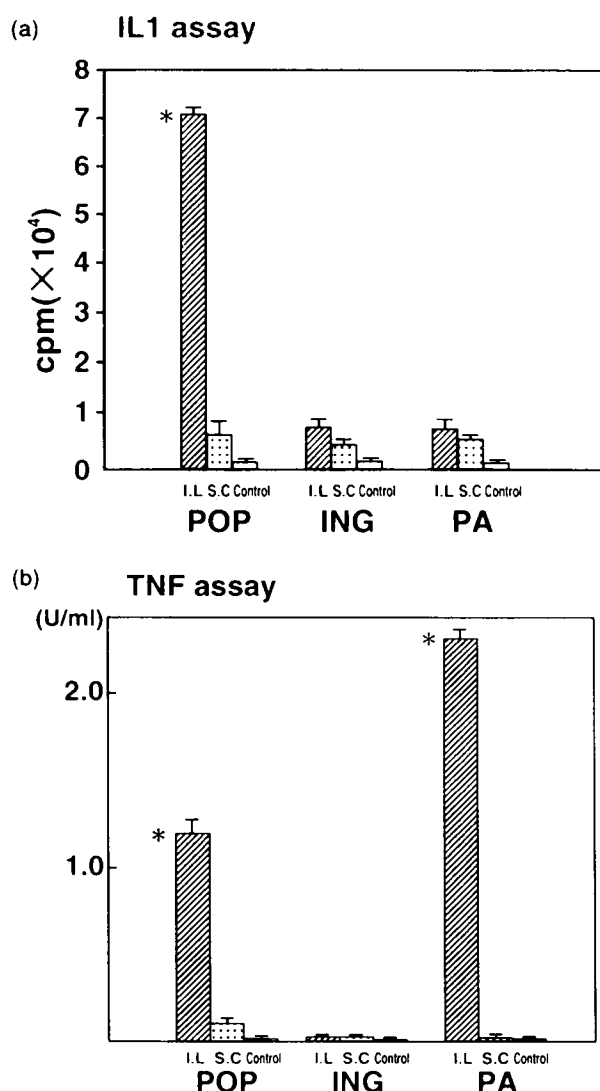 (a) IL1 assay
8
7
6
5
4
3
2
1
0
cpm(×10⁴)
*
I.L S.C Control I.L S.C Control I.L S.C Control
POP ING PA
(b) TNF assay
(U/ml)
2.0
1.0
*
*
I.L S.C Control I.L S.C Control I.L S.C Control
POP ING PA